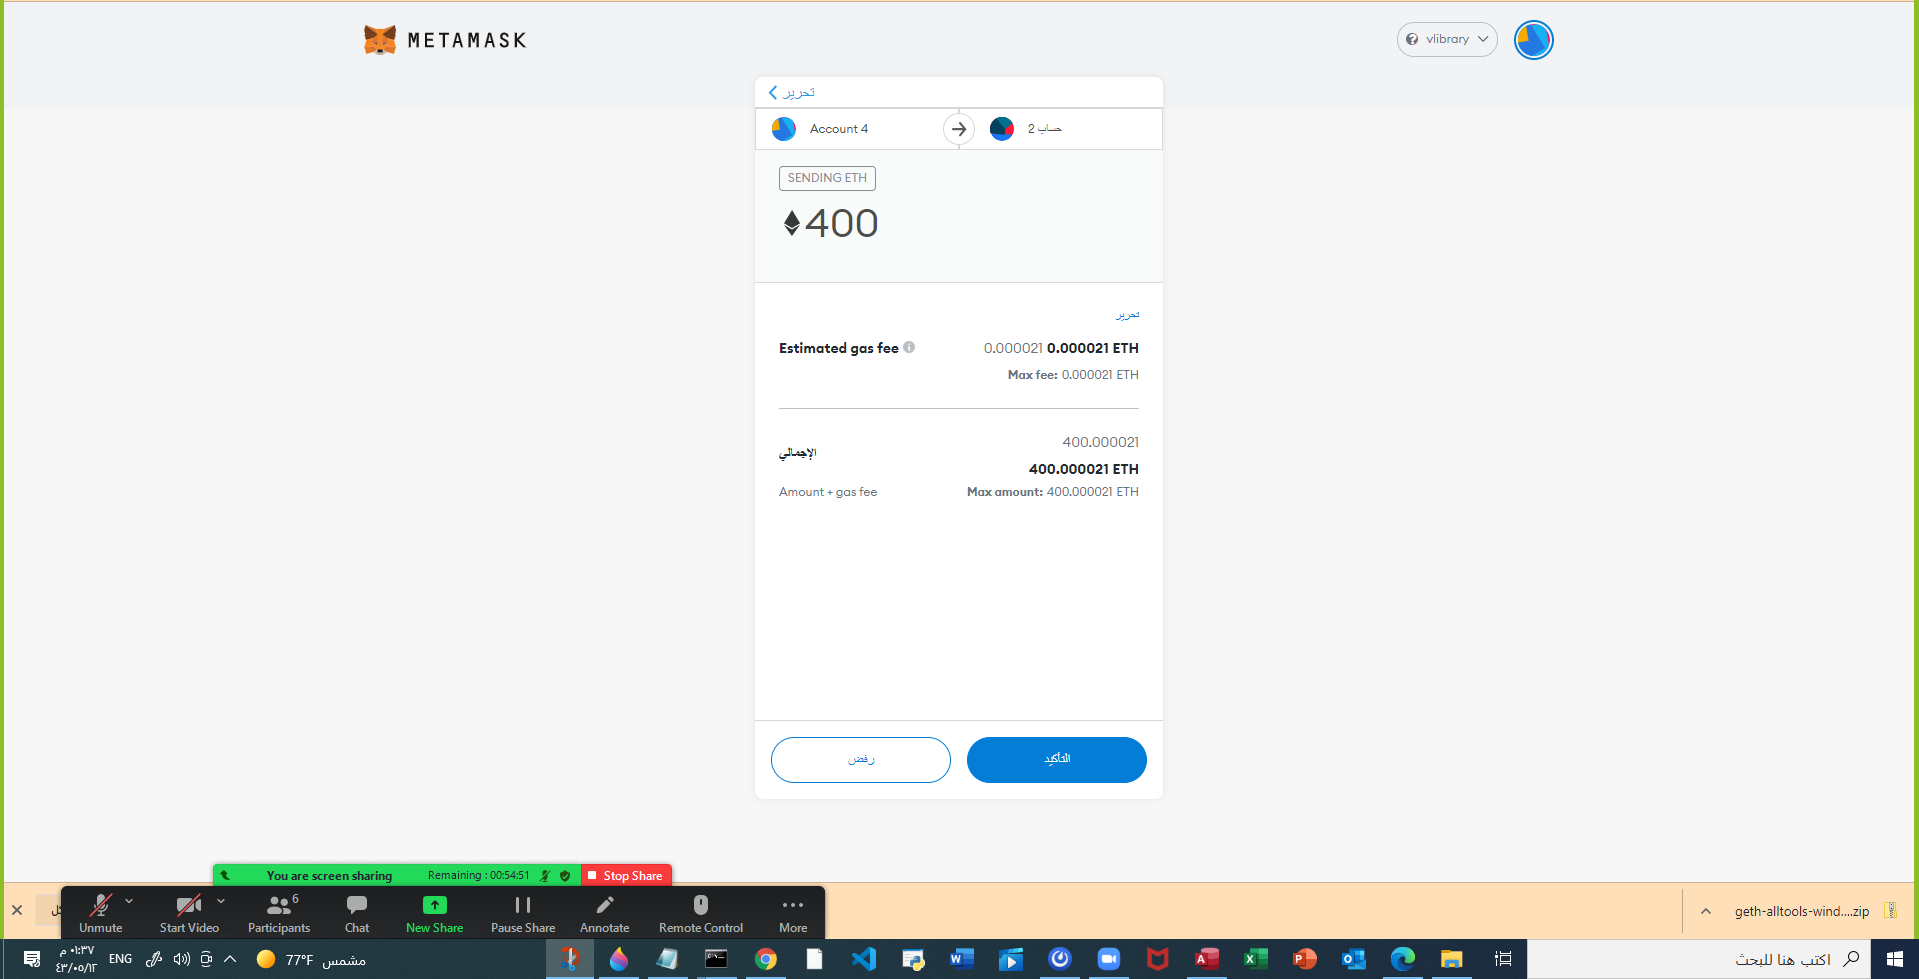 METAMASK
vlibrary
تحرير
Account 4
حساب 2
SENDING ETH
400
تحرير
Estimated gas fee 0.000021 0.000021 ETH
Max fee: 0.000021 ETH
400.000021
الإجمالي
400.000021 ETH
Amount + gas fee Max amount: 400.000021 ETH
رفض
التأكيد
You are screen sharing Remaining : 00:54:51 Stop Share
6
Unmute Start Video Participants Chat New Share Pause Share Annotate Remote Control More
geth-alltools-wind....zip
٠١:٣٧ م
٤٣/٠٥/١٢
ENG
77°F مشمس
اكتب هنا للبحث